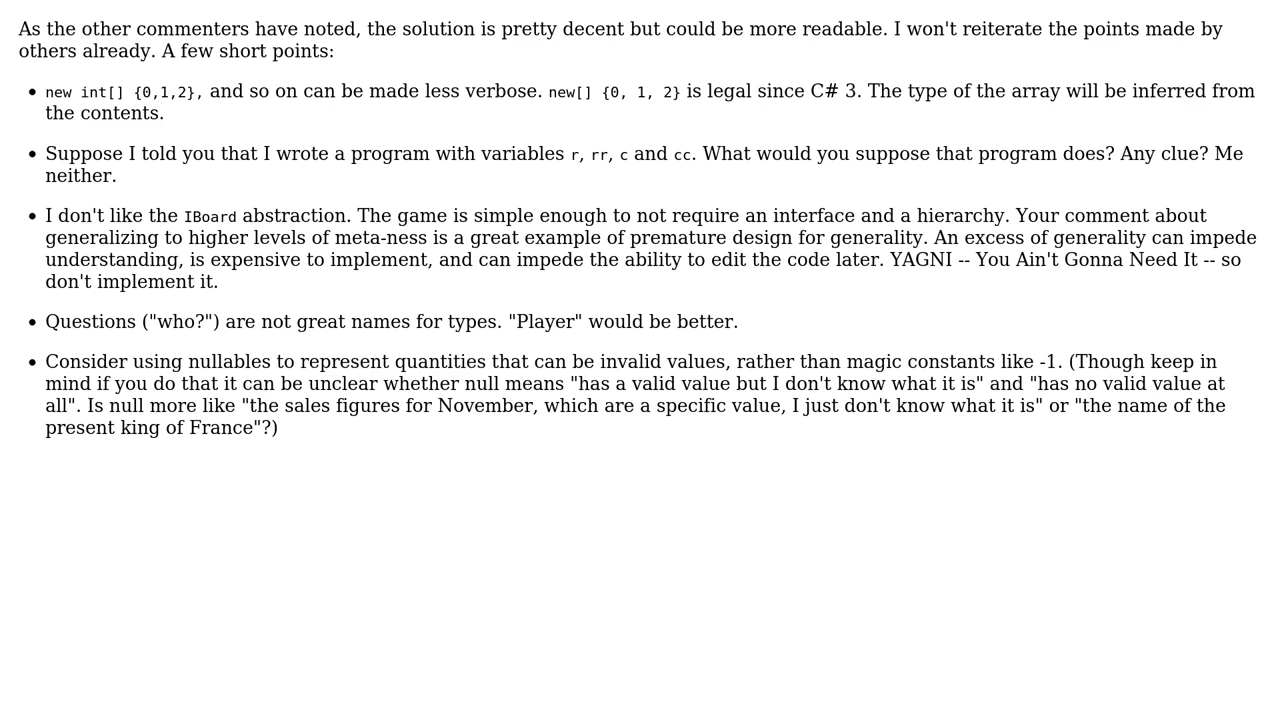 As the other commenters have noted, the solution is pretty decent but could be more readable. I won't reiterate the points made by
others already. A few short points:
• new int[] {0,1,2}, and so on can be made less verbose. new[] {0, 1, 2} is legal since C# 3. The type of the array will be inferred from
the contents.
• Suppose I told you that I wrote a program with variables r, rr, c and cc. What would you suppose that program does? Any clue? Me
neither.
• I don't like the IBoard abstraction. The game is simple enough to not require an interface and a hierarchy. Your comment about
generalizing to higher levels of meta-ness is a great example of premature design for generality. An excess of generality can impede
understanding, is expensive to implement, and can impede the ability to edit the code later. YAGNI -- You Ain't Gonna Need It -- so
don't implement it.
• Questions ("who?") are not great names for types. "Player" would be better.
• Consider using nullables to represent quantities that can be invalid values, rather than magic constants like -1. (Though keep in
mind if you do that it can be unclear whether null means "has a valid value but I don't know what it is" and "has no valid value at
all". Is null more like "the sales figures for November, which are a specific value, I just don't know what it is" or "the name of the
present king of France"?)